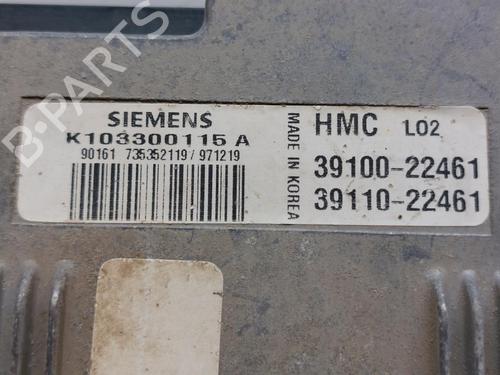 SIEMENS
K103300115 A
90161 735352119/971219
MADE IN KOREA
HMC L02
39100-22461
39110-22461
B-PARTS